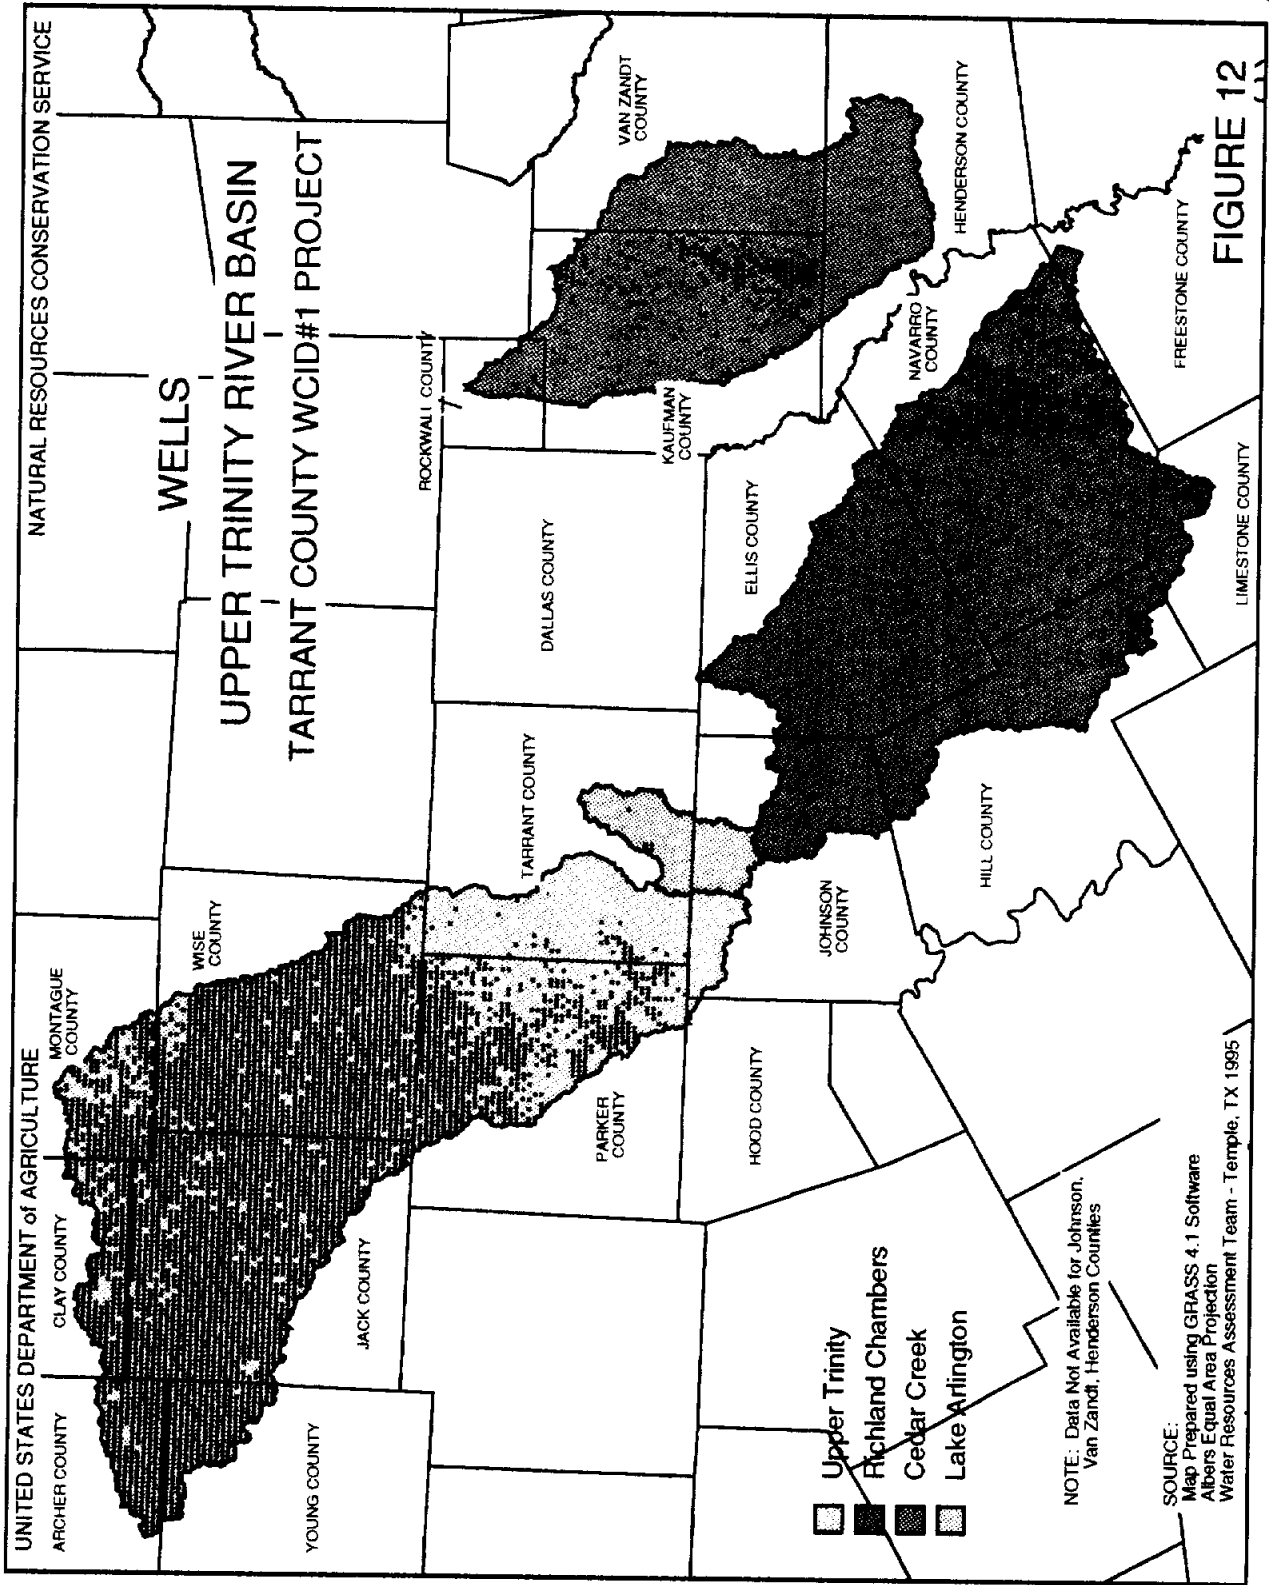 UNITED STATES DEPARTMENT of AGRICULTURE
NATURAL RESOURCES CONSERVATION SERVICE
WELLS
UPPER TRINITY RIVER BASIN
TARRANT COUNTY WCID#1 PROJECT
ARCHER COUNTY
CLAY COUNTY
MONTAGUE
COUNTY
YOUNG COUNTY
JACK COUNTY
WISE
COUNTY
PARKER
COUNTY
TARRANT COUNTY
DALLAS COUNTY
ROCKWALL COUNTY
KAUFMAN
COUNTY
VAN ZANDT
COUNTY
HOOD COUNTY
JOHNSON
COUNTY
ELLIS COUNTY
NAVARRO
COUNTY
HENDERSON COUNTY
HILL COUNTY
FREESTONE COUNTY
LIMESTONE COUNTY
Upper Trinity
Richland Chambers
Cedar Creek
Lake Arlington
NOTE: Data Not Available for Johnson,
Van Zandt, Henderson Counties
SOURCE:
Map Prepared using GRASS 4.1 Software
Albers Equal Area Projection
Water Resources Assessment Team - Temple, TX 1995
FIGURE 12